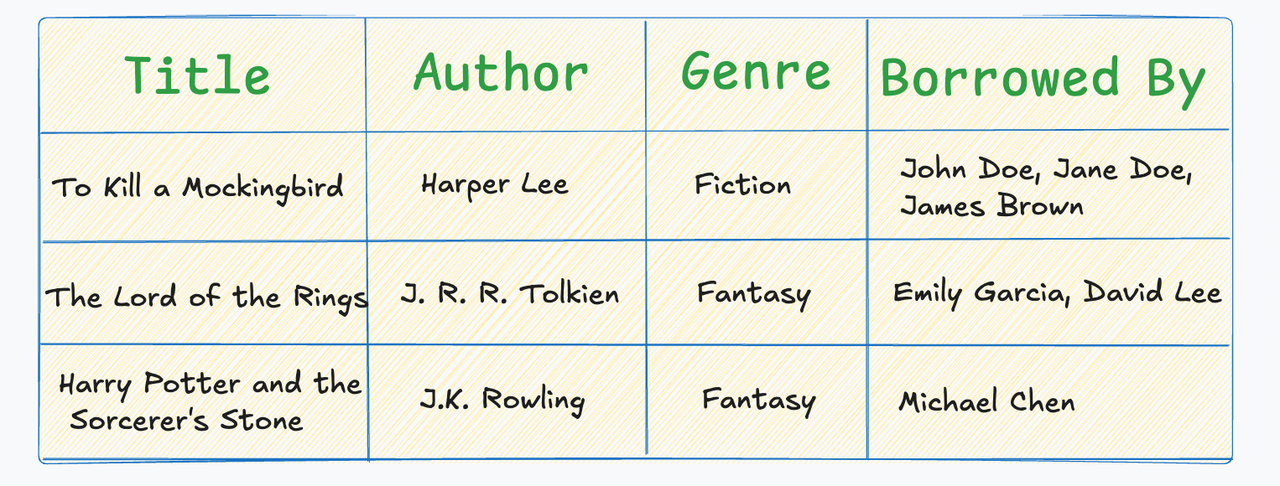 Title Author Genre Borrowed By
To Kill a Mockingbird Harper Lee Fiction John Doe, Jane Doe,
James Brown
The Lord of the Rings J. R. R. Tolkien Fantasy Emily Garcia, David Lee
Harry Potter and the
Sorcerer's Stone J.K. Rowling Fantasy Michael Chen